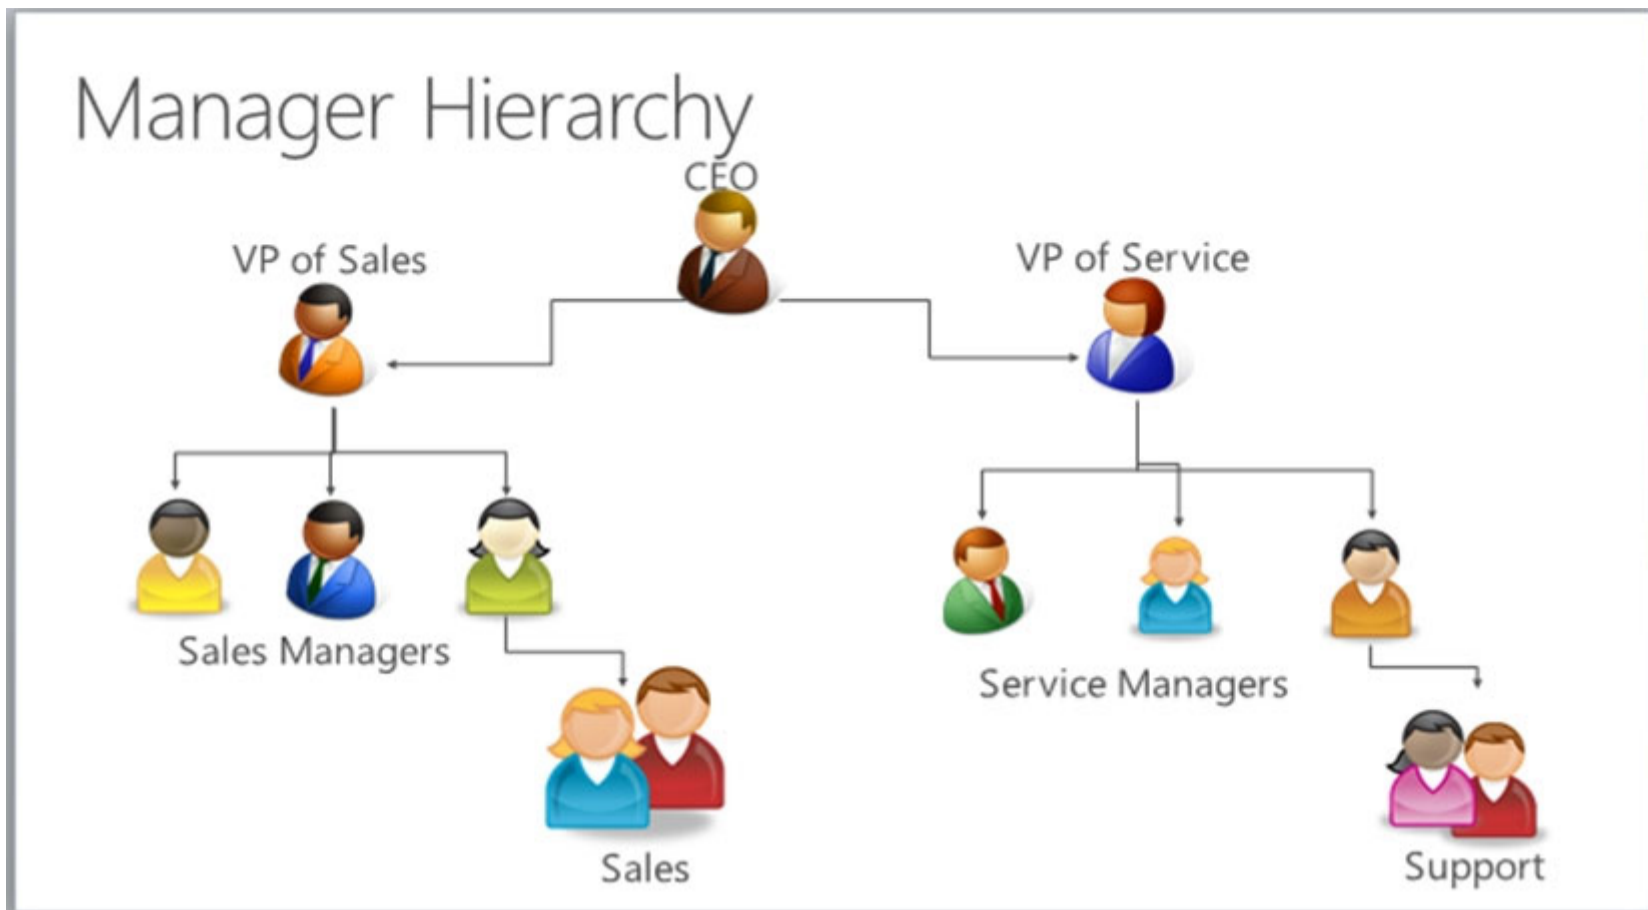 Manager Hierarchy
CEO
VP of Sales
VP of Service
Sales Managers
Service Managers
Sales
Support